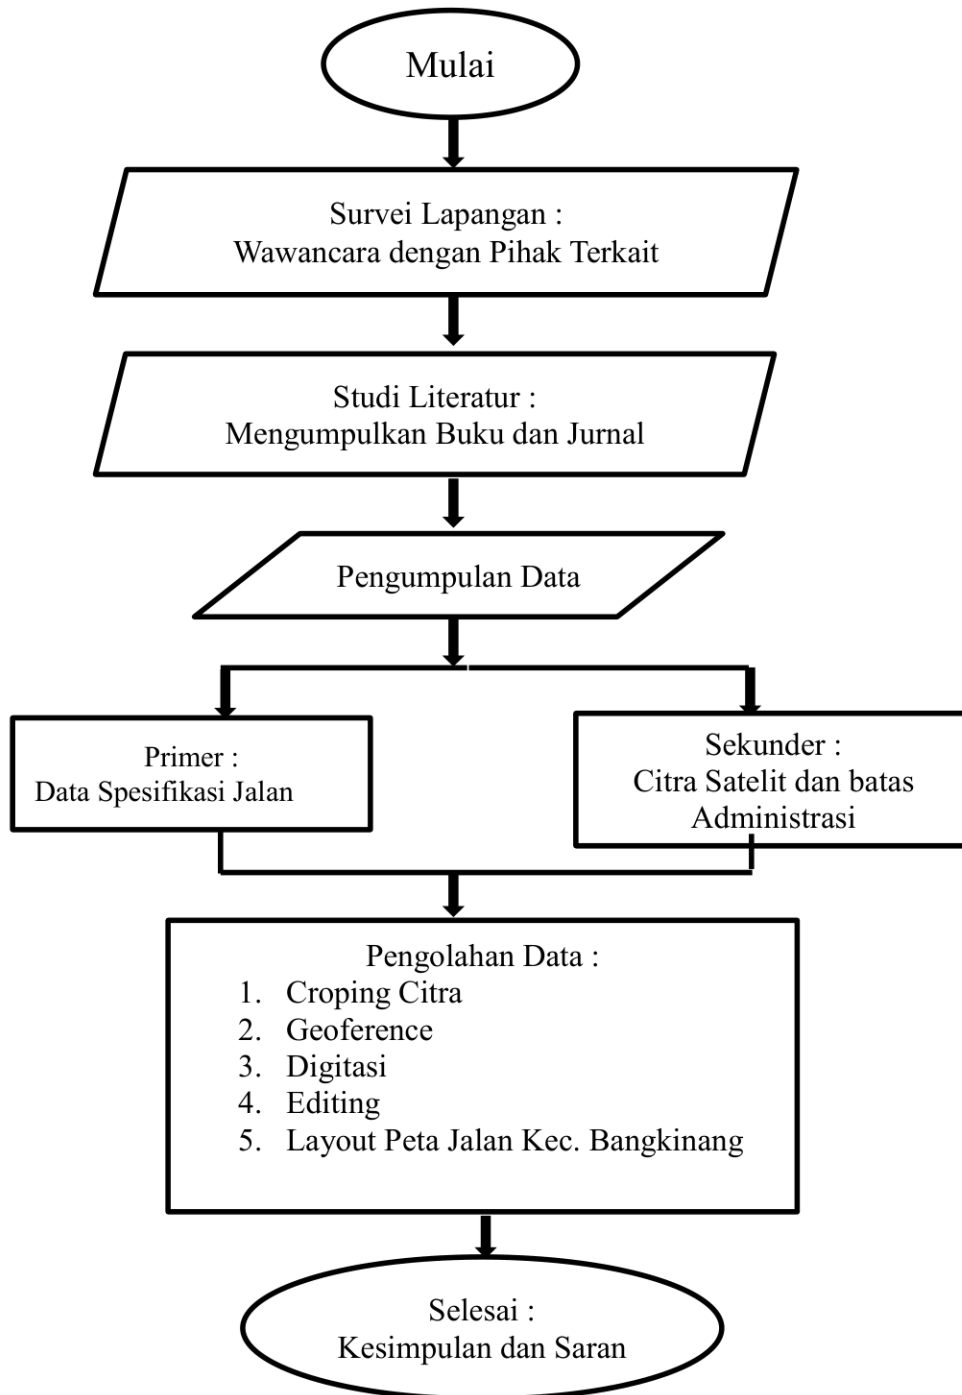 Mulai
Survei Lapangan :
Wawancara dengan Pihak Terkait
Studi Literatur :
Mengumpulkan Buku dan Jurnal
Pengumpulan Data
Primer :
Data Spesifikasi Jalan
Sekunder :
Citra Satelit dan batas
Administrasi
Pengolahan Data :
1. Croping Citra
2. Geoference
3. Digitasi
4. Editing
5. Layout Peta Jalan Kec. Bangkinang
Selesai :
Kesimpulan dan Saran